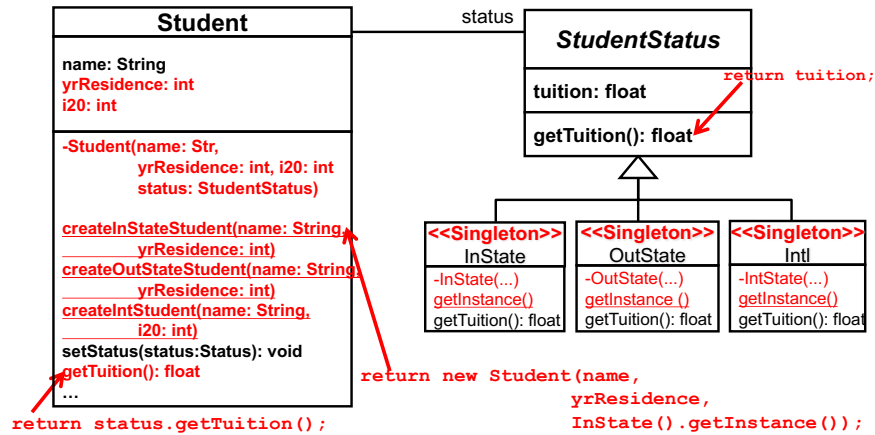 Student
name: String
yrResidence: int
i20: int
-Student(name: Str,
yrResidence: int, i20: int
status: StudentStatus)
createInStateStudent(name: String,
yrResidence: int)
createOutStateStudent(name: String,
yrResidence: int)
createIntStudent(name: String,
i20: int)
setStatus(status:Status): void
getTuition(): float
...
return status.getTuition();
status
StudentStatus
tuition: float
return tuition;
getTuition(): float
<<Singleton>>
InState
-InState(...)
getInstance()
getTuition(): float
<<Singleton>>
OutState
-OutState(...)
getInstance ()
getTuition(): float
<<Singleton>>
Intl
-IntState(...)
getInstance()
getTuition(): float
return new Student(name,
yrResidence,
InState().getInstance());